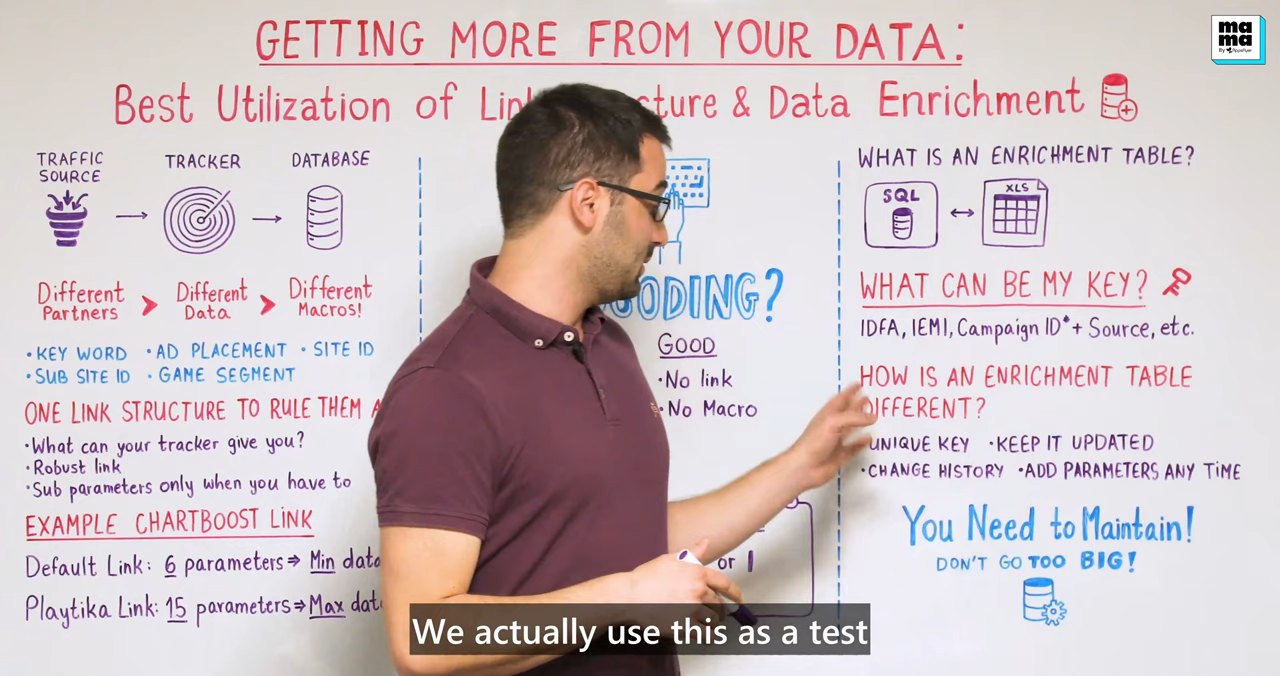 GETTING MORE FROM YOUR DATA:
Best Utilization of Link Structure & Data Enrichment
mama
By AppsFlyer
TRAFFIC SOURCE
TRACKER
DATABASE
Different Partners
Different Data
Different Macros!
• KEY WORD • AD PLACEMENT • SITE ID
• SUB SITE ID • GAME SEGMENT
ONE LINK STRUCTURE TO RULE THEM A
• What can your tracker give you?
• Robust link
• Sub parameters only when you have to
EXAMPLE CHARTBOOST LINK
Default Link: 6 parameters ⇒ Min data
Playtika Link: 15 parameters ⇒ Max dat
CODING?
GOOD
• No link
• No Macro
or 1
WHAT IS AN ENRICHMENT TABLE?
SQL
XLS
WHAT CAN BE MY KEY?
IDFA, IEMI, Campaign ID* + Source, etc.
HOW IS AN ENRICHMENT TABLE
DIFFERENT?
UNIQUE KEY • KEEP IT UPDATED
• CHANGE HISTORY • ADD PARAMETERS ANY TIME
You Need to Maintain!
DON'T GO TOO BIG!
We actually use this as a test